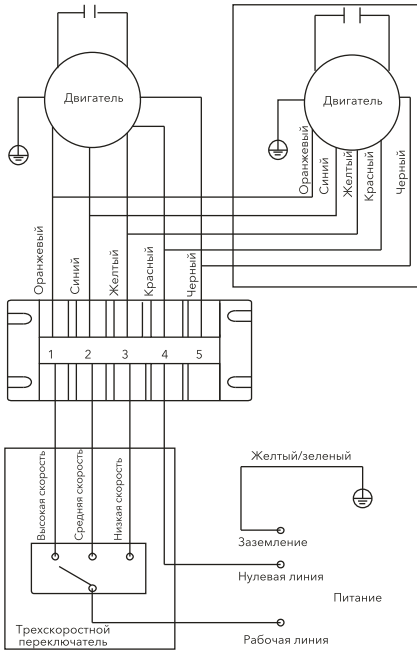 Двигатель
Двигатель
Оранжевый
Синий
Желтый
Красный
Черный
Оранжевый
Синий
Желтый
Красный
Черный
1 2 3 4 5
Высокая скорость
Средняя скорость
Низкая скорость
Желтый/зеленый
Заземление
Нулевая линия
Питание
Трехскоростной
переключатель
Рабочая линия